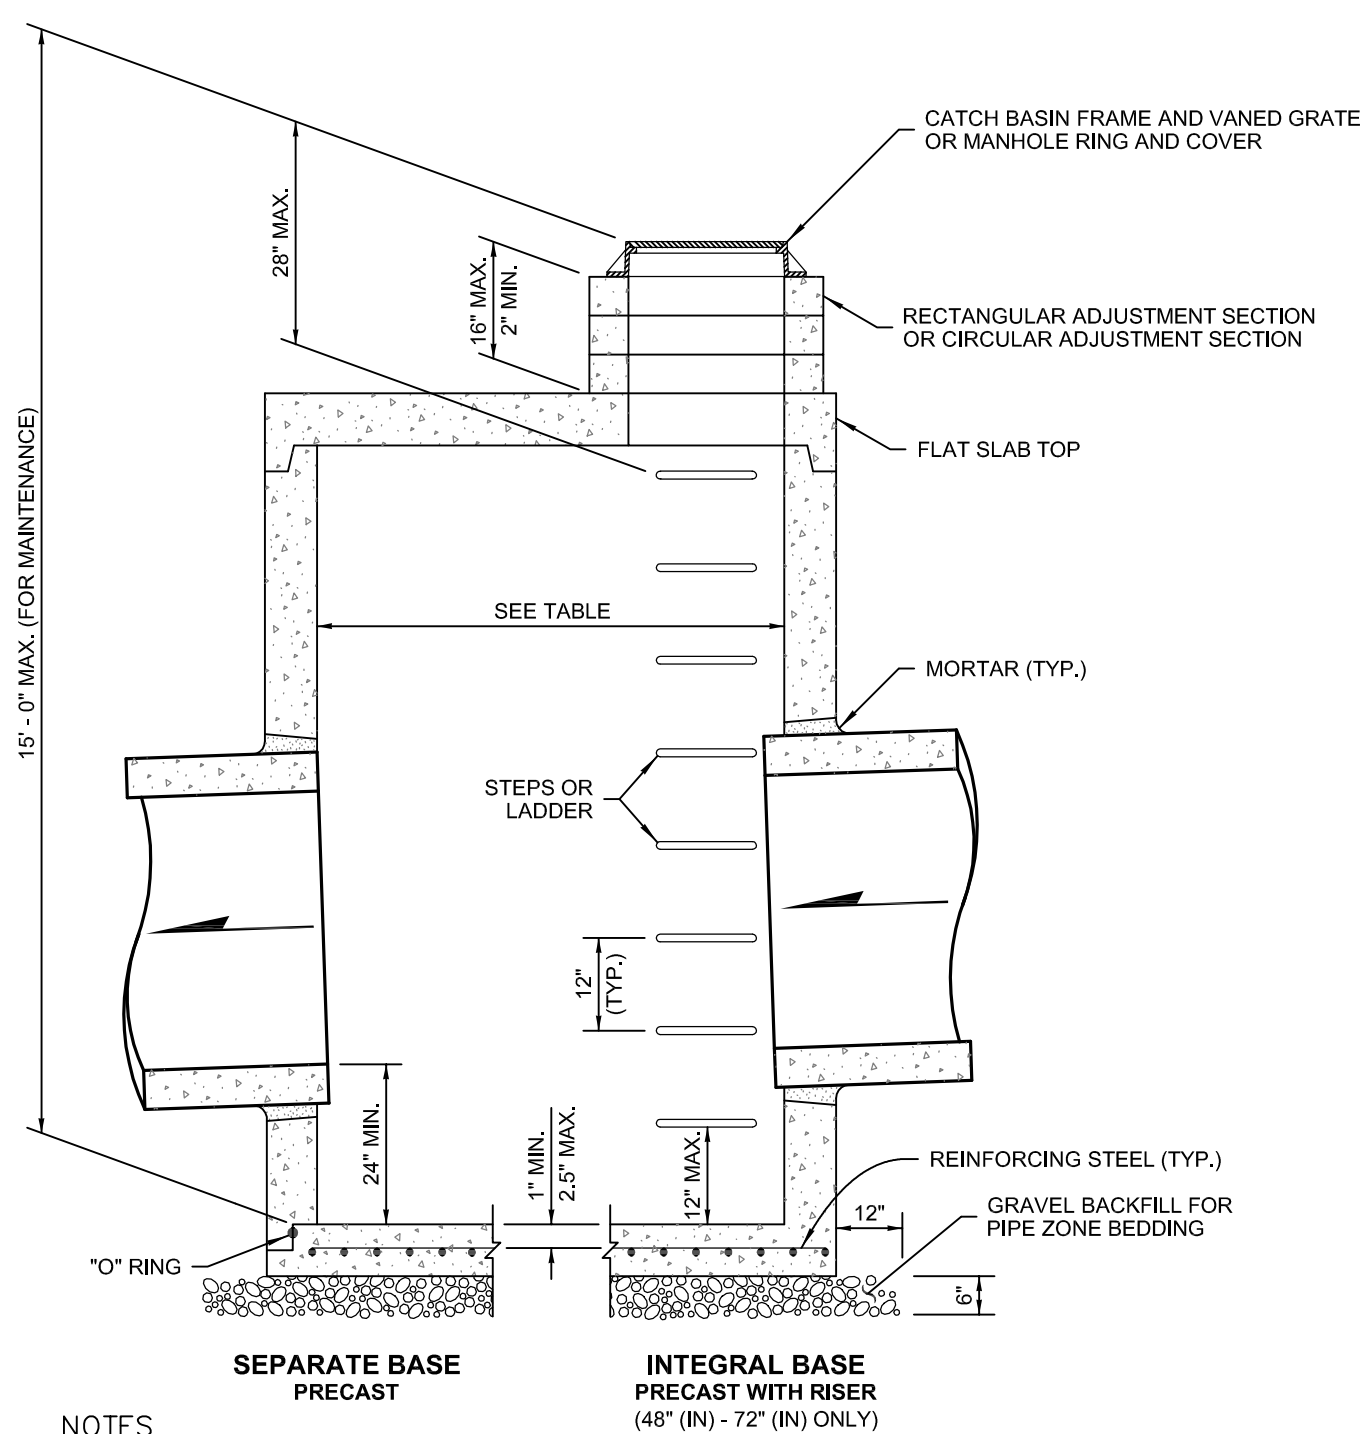 CATCH BASIN FRAME AND VANED GRATE
OR MANHOLE RING AND COVER
28" MAX.
16" MAX.
2" MIN.
RECTANGULAR ADJUSTMENT SECTION
OR CIRCULAR ADJUSTMENT SECTION
FLAT SLAB TOP
15' - 0" MAX. (FOR MAINTENANCE)
SEE TABLE
MORTAR (TYP.)
STEPS OR
LADDER
12"
(TYP.)
24" MIN.
1" MIN.
2.5" MAX.
12" MAX.
REINFORCING STEEL (TYP.)
12"
GRAVEL BACKFILL FOR
PIPE ZONE BEDDING
"O" RING
6"
SEPARATE BASE
PRECAST
INTEGRAL BASE
PRECAST WITH RISER
(48" (IN) - 72" (IN) ONLY)
NOTES